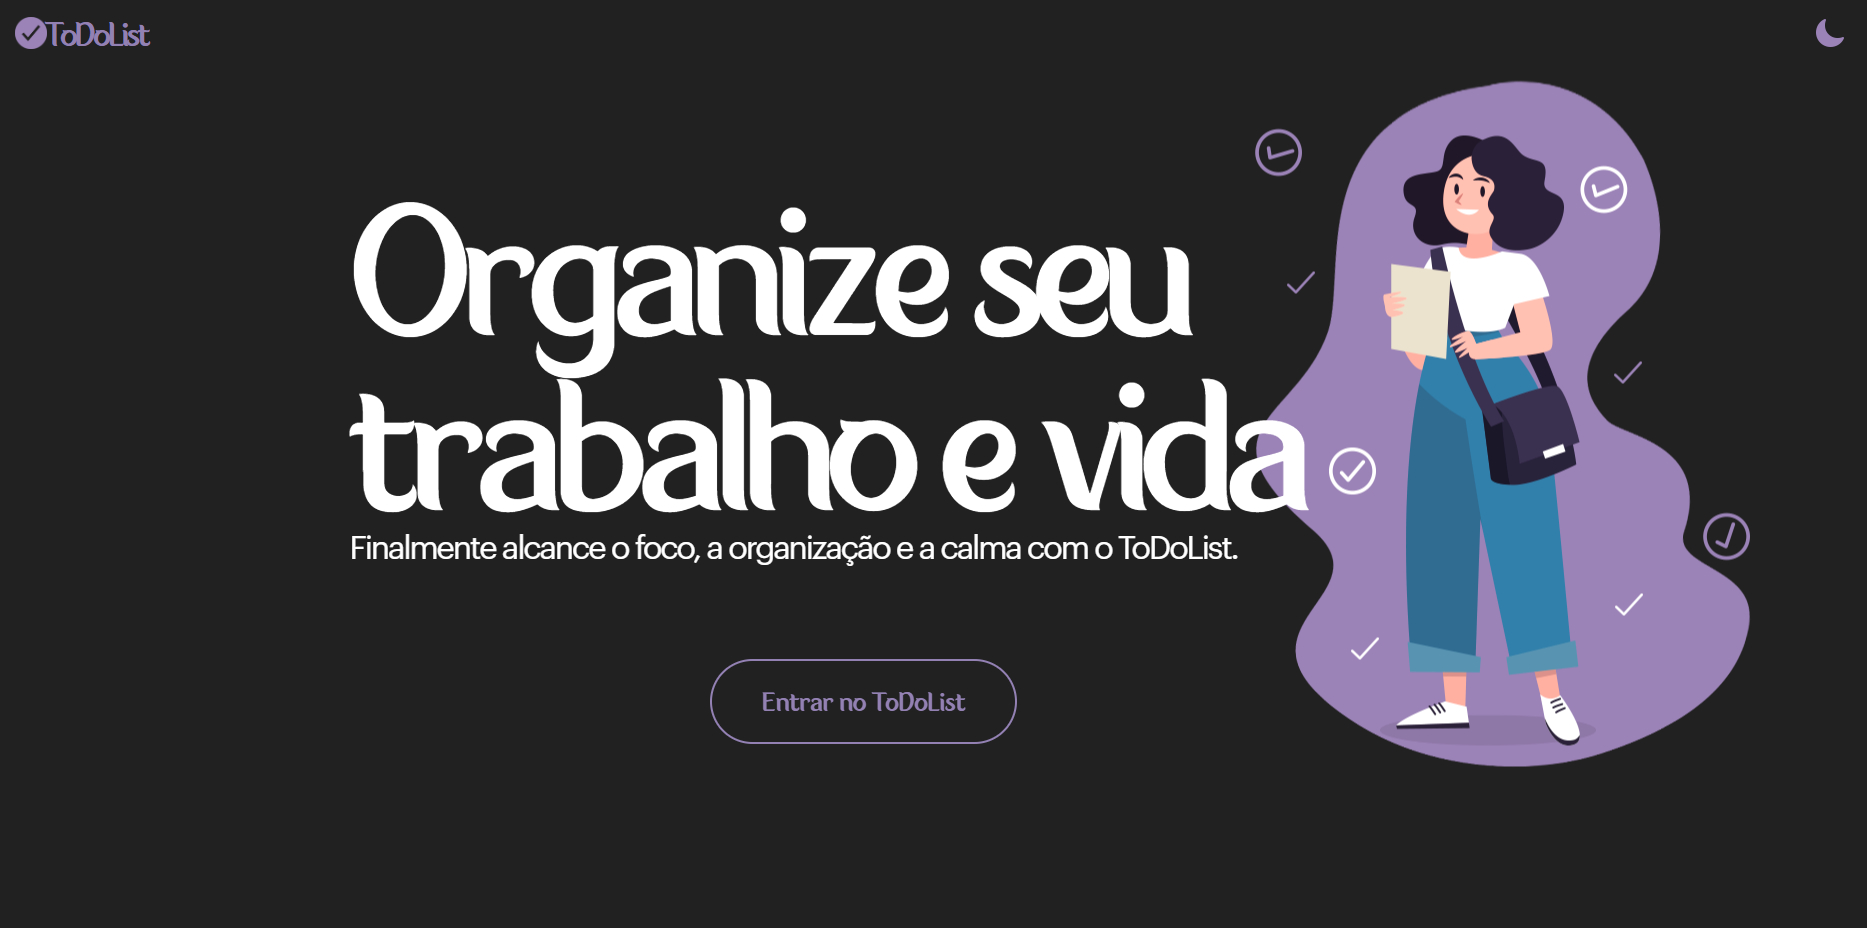 ToDoList
Organize seu
trabalho e vida
Finalmente alcance o foco, a organização e a calma com o ToDoList.
Entrar no ToDoList